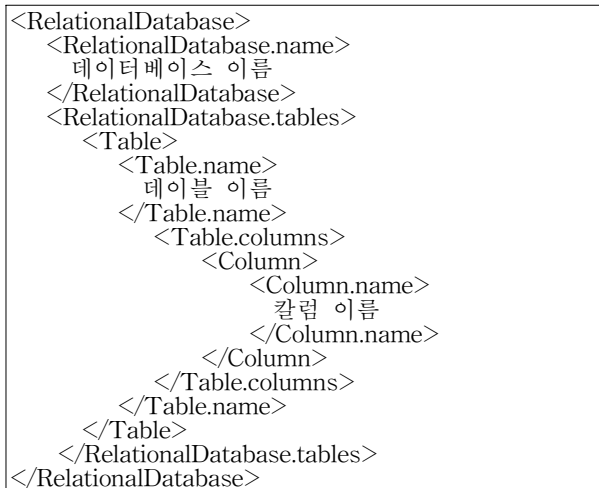 <RelationalDatabase>
<RelationalDatabase.name>
데이터베이스 이름
</RelationalDatabase>
<RelationalDatabase.tables>
<Table>
<Table.name>
데이블 이름
</Table.name>
<Table.columns>
<Column>
<Column.name>
칼럼 이름
</Column.name>
</Column>
</Table.columns>
</Table.name>
</Table>
</RelationalDatabase.tables>
</RelationalDatabase>